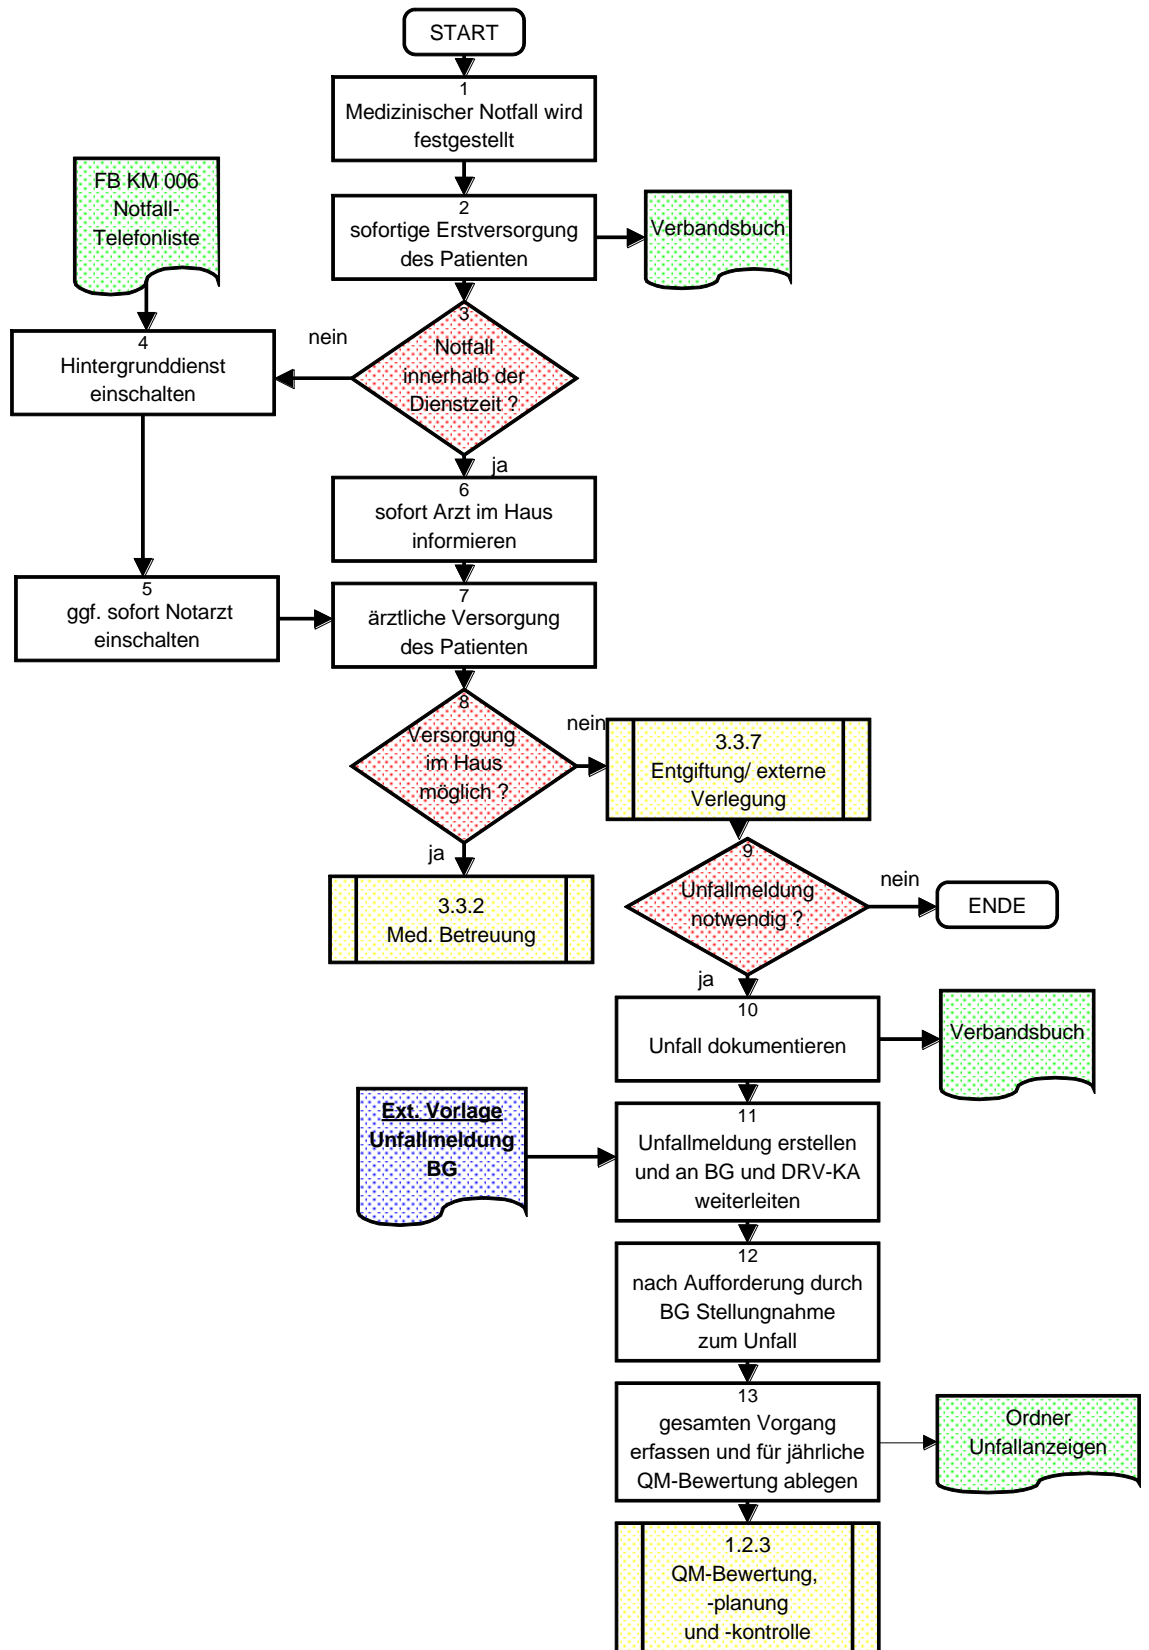 START
1
Medizinischer Notfall wird
festgestellt
FB KM 006
Notfall-
Telefonliste
2
sofortige Erstversorgung
des Patienten
Verbandsbuch
3
Notfall
innerhalb der
Dienstzeit ?
nein
ja
4
Hintergrunddienst
einschalten
6
sofort Arzt im Haus
informieren
5
ggf. sofort Notarzt
einschalten
7
ärztliche Versorgung
des Patienten
8
Versorgung
im Haus
möglich ?
nein
3.3.7
Entgiftung/ externe
Verlegung
ja
3.3.2
Med. Betreuung
9
Unfallmeldung
notwendig ?
nein
ENDE
ja
10
Unfall dokumentieren
Verbandsbuch
Ext. Vorlage
Unfallmeldung
BG
11
Unfallmeldung erstellen
und an BG und DRV-KA
weiterleiten
12
nach Aufforderung durch
BG Stellungnahme
zum Unfall
13
gesamten Vorgang
erfassen und für jährliche
QM-Bewertung ablegen
Ordner
Unfallanzeigen
1.2.3
QM-Bewertung,
-planung
und -kontrolle